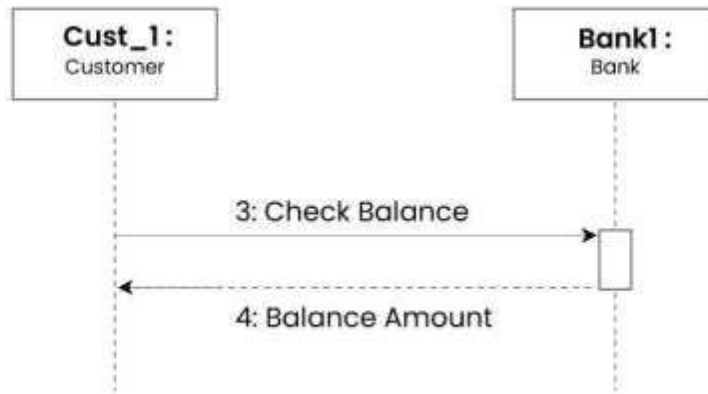 Cust_1 :
Customer
Bank1 :
Bank
3: Check Balance
4: Balance Amount